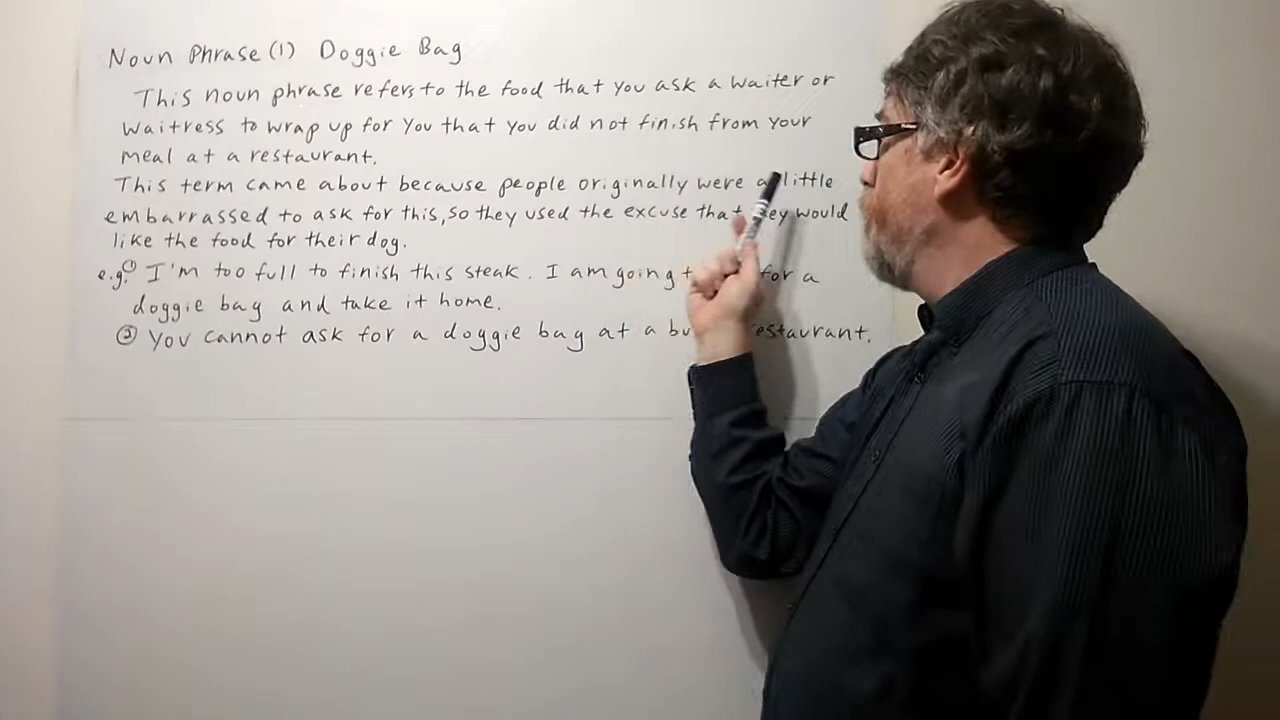 Noun Phrase (1) Doggie Bag
This noun phrase refers to the food that you ask a waiter or
waitress to wrap up for you that you did not finish from your
meal at a restaurant.
This term came about because people originally were a little
embarrassed to ask for this, so they used the excuse that they would
like the food for their dog.
e.g. ① I'm too full to finish this steak. I am going for a
doggie bag and take it home.
② You cannot ask for a doggie bag at a restaurant.